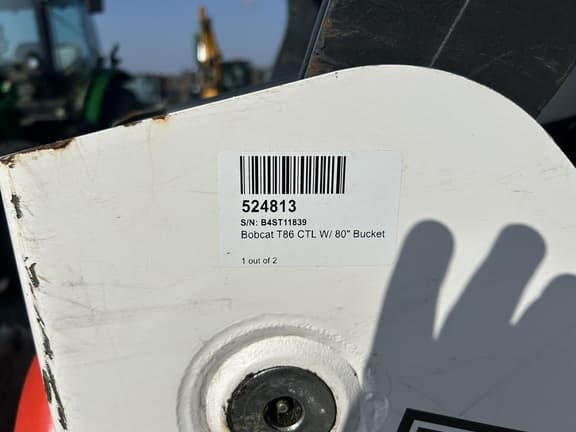 524813
S/N: B4ST11839
Bobcat T86 CTL W/ 80" Bucket
1 out of 2